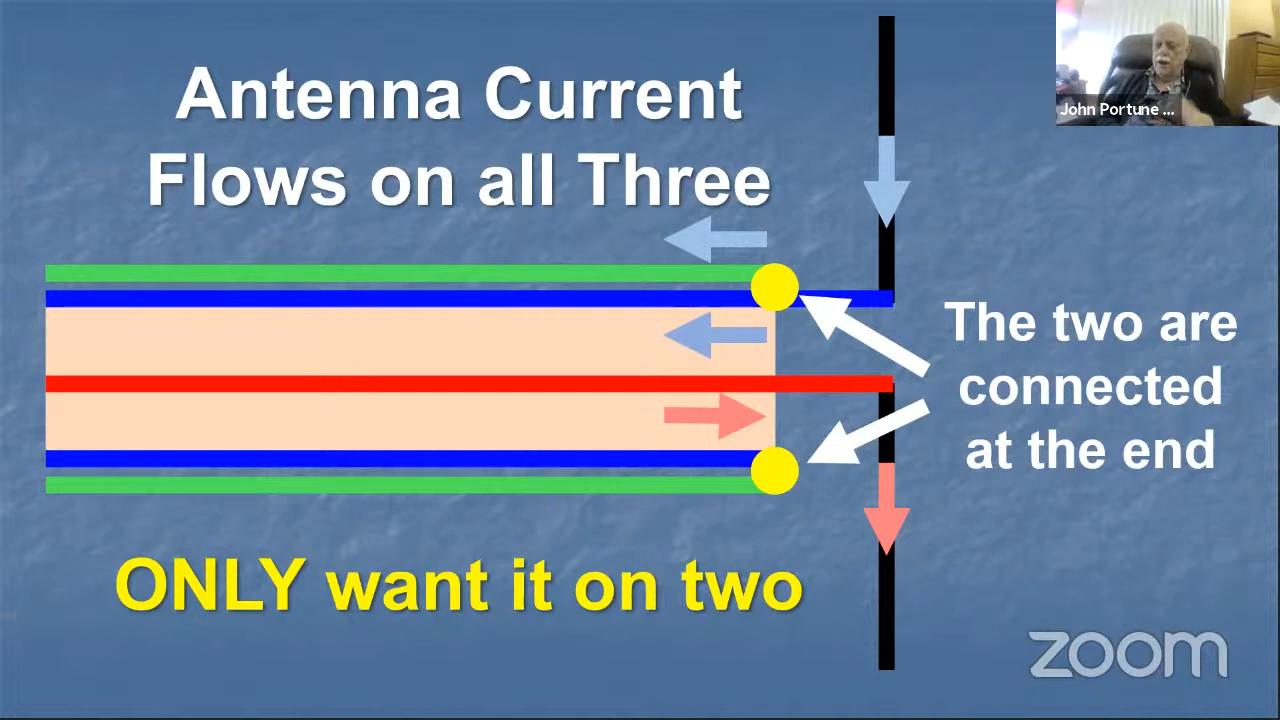 Antenna Current
Flows on all Three
John Portune ...
The two are
connected
at the end
ONLY want it on two
zoom